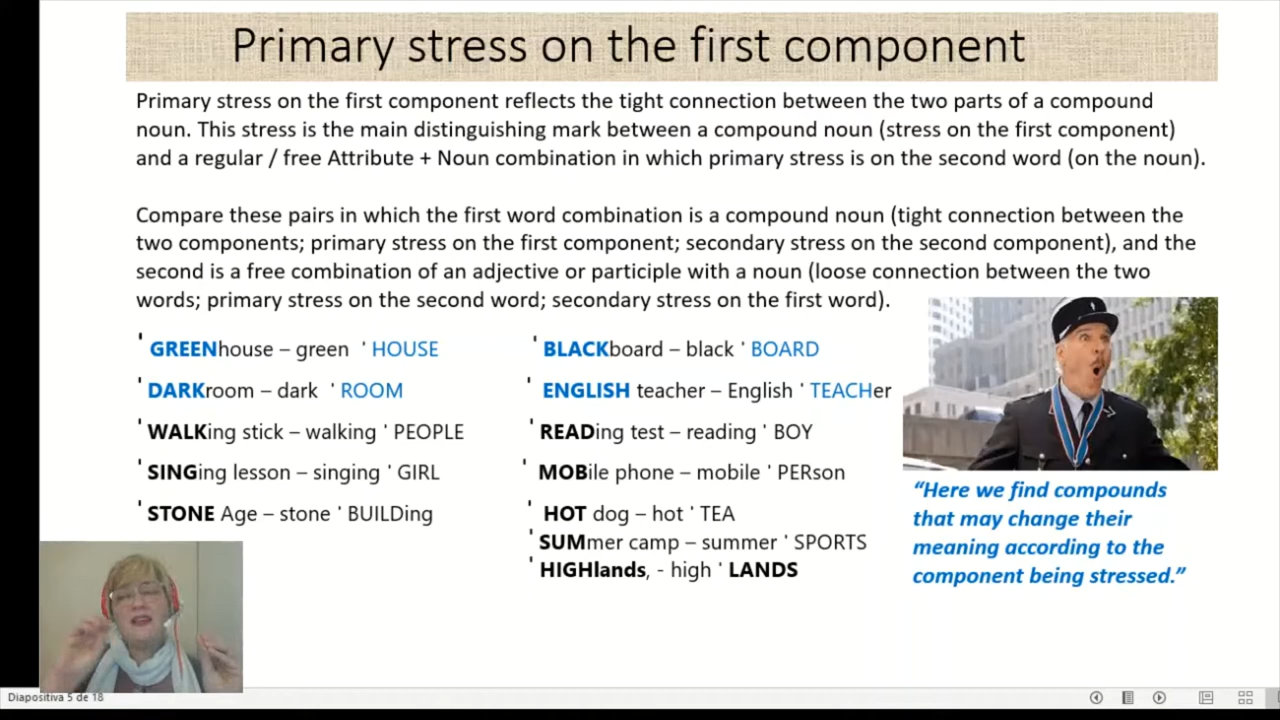 Primary stress on the first component
Primary stress on the first component reflects the tight connection between the two parts of a compound
noun. This stress is the main distinguishing mark between a compound noun (stress on the first component)
and a regular / free Attribute + Noun combination in which primary stress is on the second word (on the noun).
Compare these pairs in which the first word combination is a compound noun (tight connection between the
two components; primary stress on the first component; secondary stress on the second component), and the
second is a free combination of an adjective or participle with a noun (loose connection between the two
words; primary stress on the second word; secondary stress on the first word).
ˈGREENhouse – green ˈHOUSE
ˈDARKroom – dark ˈROOM
ˈWALKing stick – walking ˈPEOPLE
ˈSINGing lesson – singing ˈGIRL
ˈSTONE Age – stone ˈBUILDing
ˈBLACKboard – black ˈBOARD
ˈENGLISH teacher – English ˈTEACHer
ˈREADing test – reading ˈBOY
ˈMOBile phone – mobile ˈPERson
ˈHOT dog – hot ˈTEA
ˈSUMmer camp – summer ˈSPORTS
ˈHIGHlands, - high ˈLANDS
“Here we find compounds
that may change their
meaning according to the
component being stressed.”
Diapositiva 5 de 18